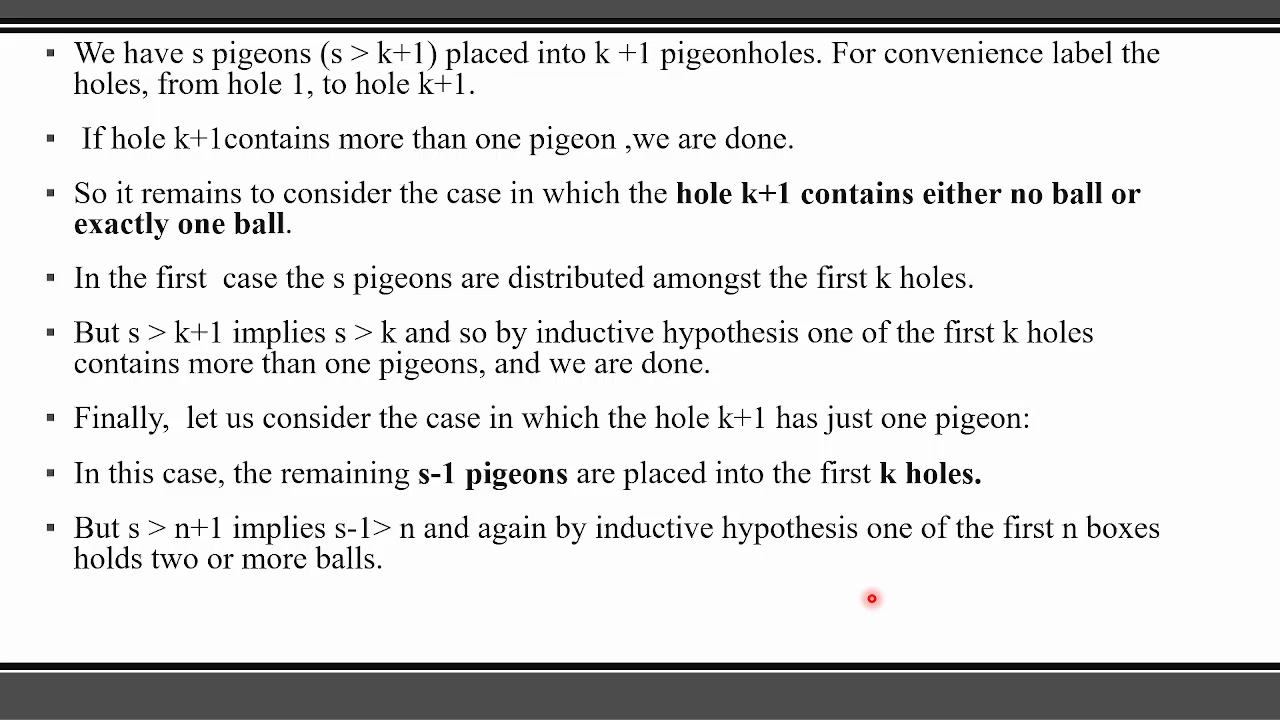 ▪ We have s pigeons (s > k+1) placed into k +1 pigeonholes. For convenience label the
holes, from hole 1, to hole k+1.
▪ If hole k+1contains more than one pigeon ,we are done.
▪ So it remains to consider the case in which the hole k+1 contains either no ball or
exactly one ball.
▪ In the first  case the s pigeons are distributed amongst the first k holes.
▪ But s > k+1 implies s > k and so by inductive hypothesis one of the first k holes
contains more than one pigeons, and we are done.
▪ Finally,  let us consider the case in which the hole k+1 has just one pigeon:
▪ In this case, the remaining s-1 pigeons are placed into the first k holes.
▪ But s > n+1 implies s-1> n and again by inductive hypothesis one of the first n boxes
holds two or more balls.